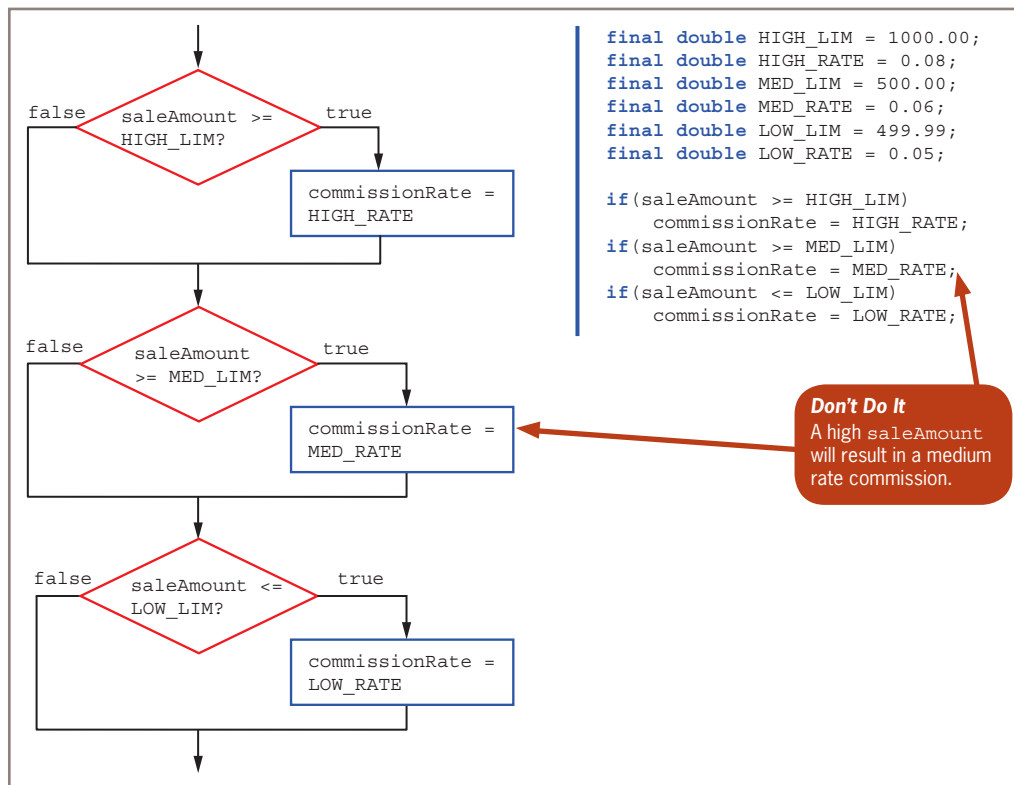 false
saleAmount >=
HIGH_LIM?
true
commissionRate =
HIGH_RATE
false
saleAmount
>= MED_LIM?
true
commissionRate =
MED_RATE
false
saleAmount <=
LOW_LIM?
true
commissionRate =
LOW_RATE
final double HIGH_LIM = 1000.00;
final double HIGH_RATE = 0.08;
final double MED_LIM = 500.00;
final double MED_RATE = 0.06;
final double LOW_LIM = 499.99;
final double LOW_RATE = 0.05;
if(saleAmount >= HIGH_LIM)
    commissionRate = HIGH_RATE;
if(saleAmount >= MED_LIM)
    commissionRate = MED_RATE;
if(saleAmount <= LOW_LIM)
    commissionRate = LOW_RATE;
Don't Do It
A high saleAmount
will result in a medium
rate commission.